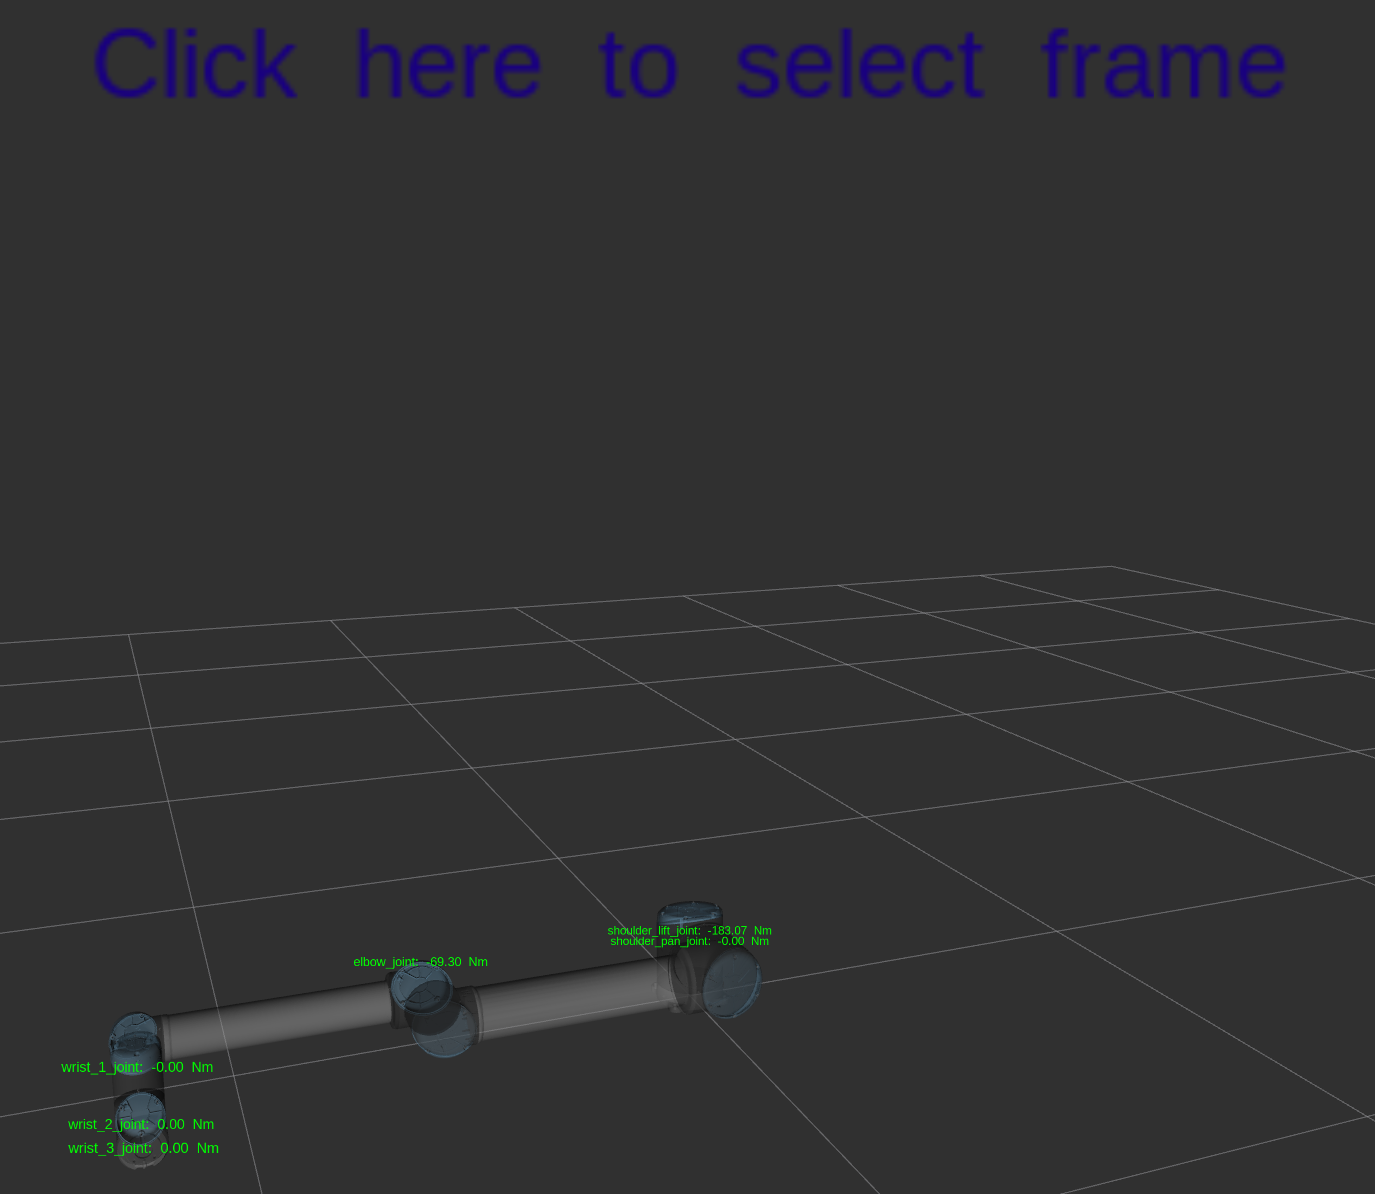 Click here to select frame
shoulder_lift_joint: -183.07 Nm
shoulder_pan_joint: -0.00 Nm
elbow_joint: -69.30 Nm
wrist_1_joint: -0.00 Nm
wrist_2_joint: 0.00 Nm
wrist_3_joint: 0.00 Nm